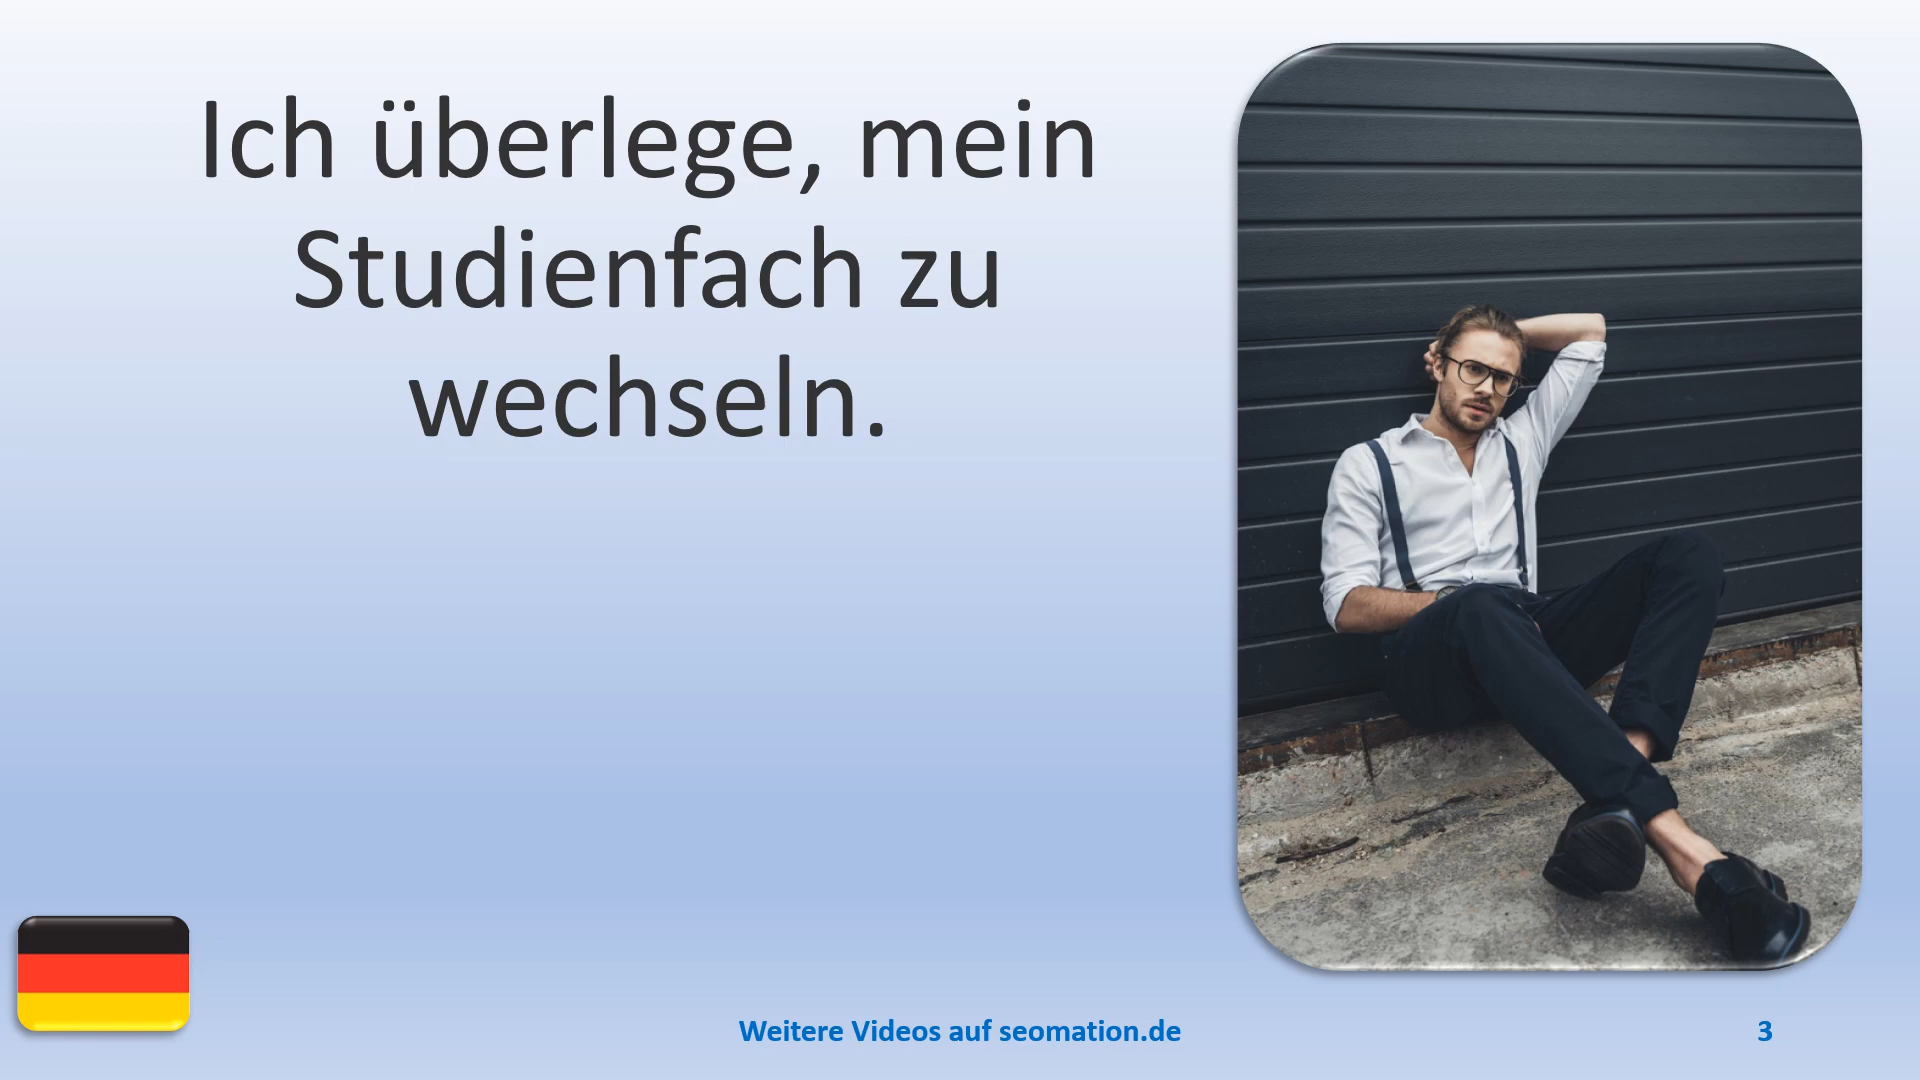 Ich überlege, mein
Studienfach zu
wechseln.
Weitere Videos auf seomation.de
3